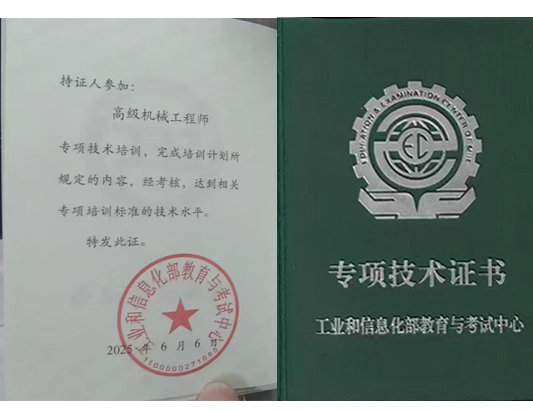 持证人参加：
高级机械工程师
专项技术培训，完成培训计划所
规定的内容，经考核，达到相关
专项培训标准的技术水平。
特发此证。
工业和信息化部教育与考试中心
2025 年 6 月 6 日
1100000271685
EDUCATION & EXAMINATION CENTER OF MIIT
EEC
专项技术证书
工业和信息化部教育与考试中心